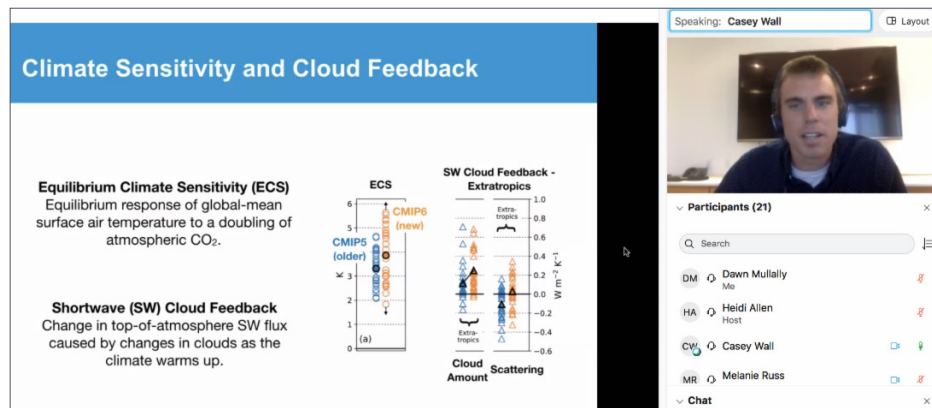 Speaking: Casey Wall
Layout
Climate Sensitivity and Cloud Feedback
Equilibrium Climate Sensitivity (ECS)
Equilibrium response of global-mean
surface air temperature to a doubling of
atmospheric CO₂.
Shortwave (SW) Cloud Feedback
Change in top-of-atmosphere SW flux
caused by changes in clouds as the
climate warms up.
ECS
6
5
3
2
1
0
K
CMIP6
(new)
CMIP5
(older)
(a)
SW Cloud Feedback -
Extratropics
Extra-
tropics
Extra-
tropics
1.0
0.8
0.6
0.4
0.2
0.0
−0.2
−0.4
−0.6
W m⁻² K⁻¹
Cloud
Amount
Scattering
Participants (21)
Search
DM
Dawn Mullally
Me
HA
Heidi Allen
Host
CW
Casey Wall
MR
Melanie Russ
Chat